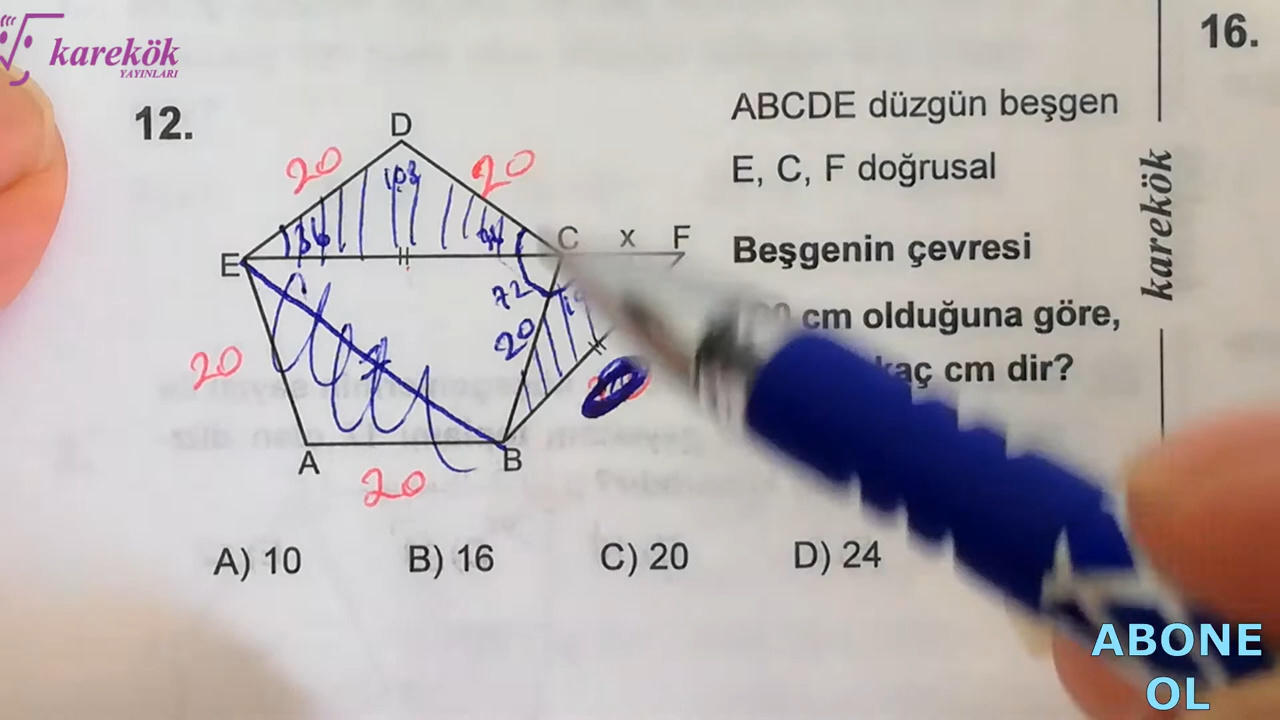 karekök
YAYINLARI
16.
12.
ABCDE düzgün beşgen
E, C, F doğrusal
Beşgenin çevresi
cm olduğuna göre,
kaç cm dir?
karekök
D
20
20
108
36
E
C
x
F
72
20
20
A
B
20
A) 10
B) 16
C) 20
D) 24
ABONE
OL